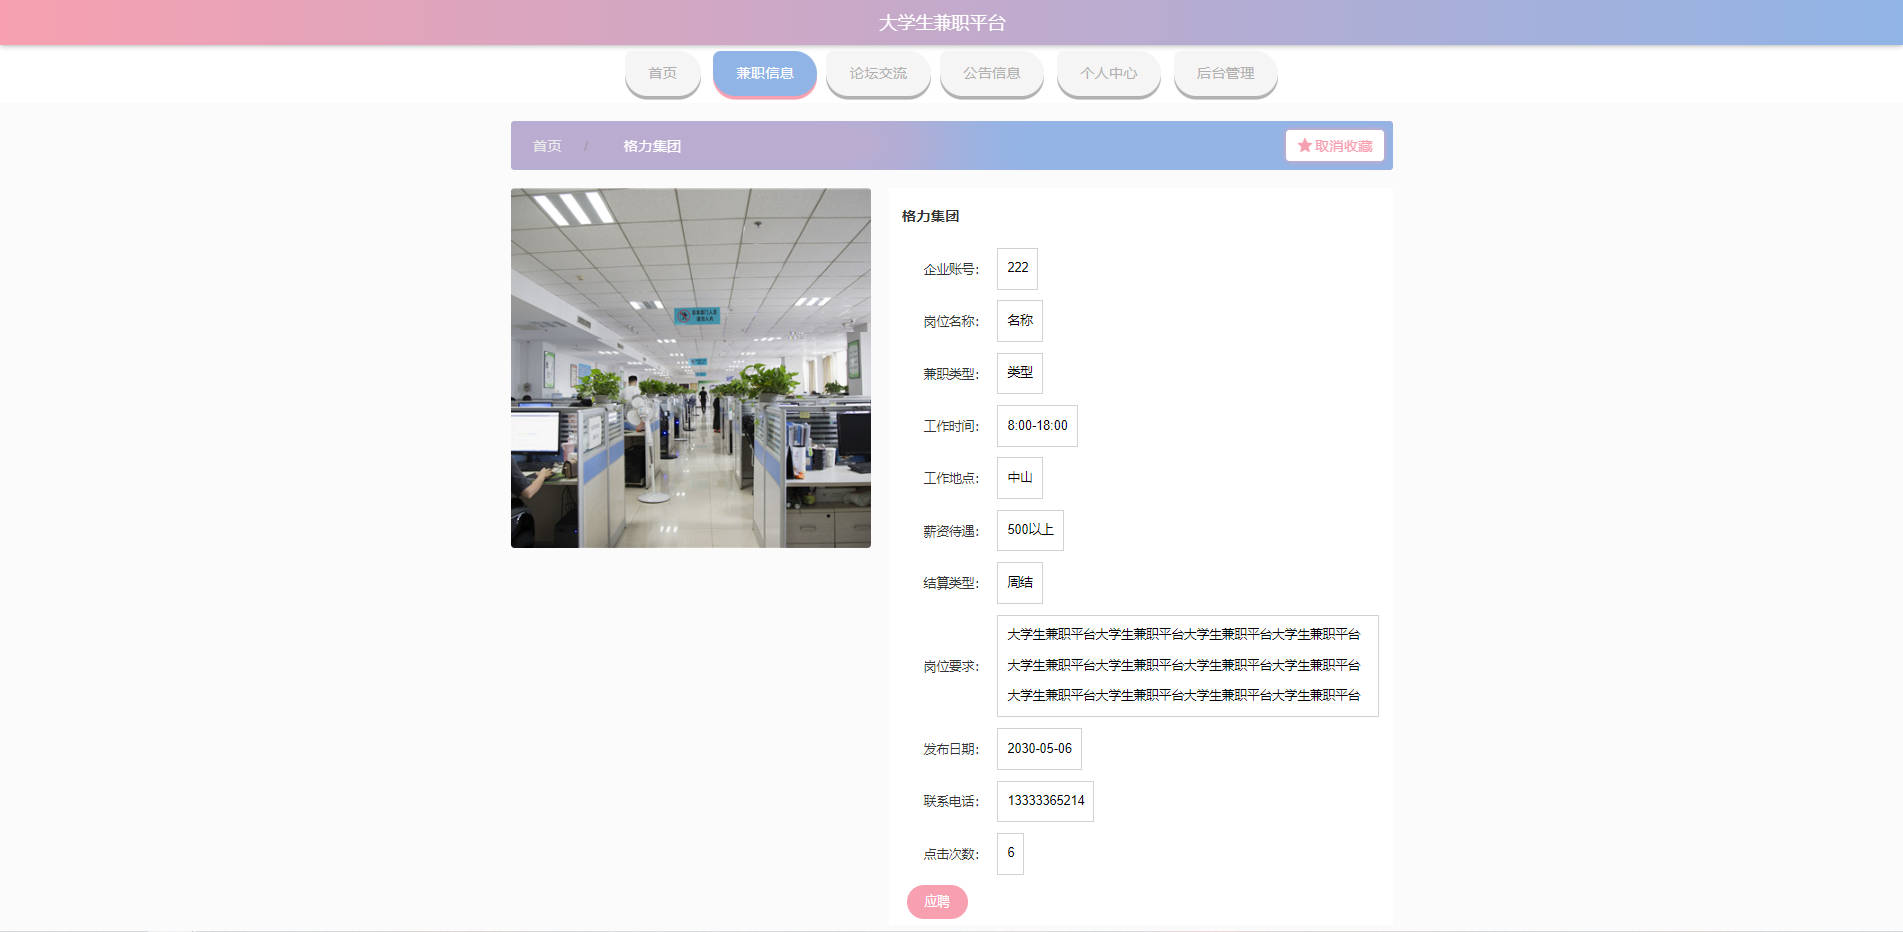 大学生兼职平台
首页
兼职信息
论坛交流
公告信息
个人中心
后台管理
首页 / 格力集团
取消收藏
格力集团
企业账号： 222
岗位名称： 名称
兼职类型： 类型
工作时间： 8:00-18:00
工作地点： 中山
薪资待遇： 500以上
结算类型： 周结
岗位要求：
大学生兼职平台大学生兼职平台大学生兼职平台大学生兼职平台
大学生兼职平台大学生兼职平台大学生兼职平台大学生兼职平台
大学生兼职平台大学生兼职平台大学生兼职平台大学生兼职平台
发布日期： 2030-05-06
联系电话： 13333365214
点击次数： 6
应聘